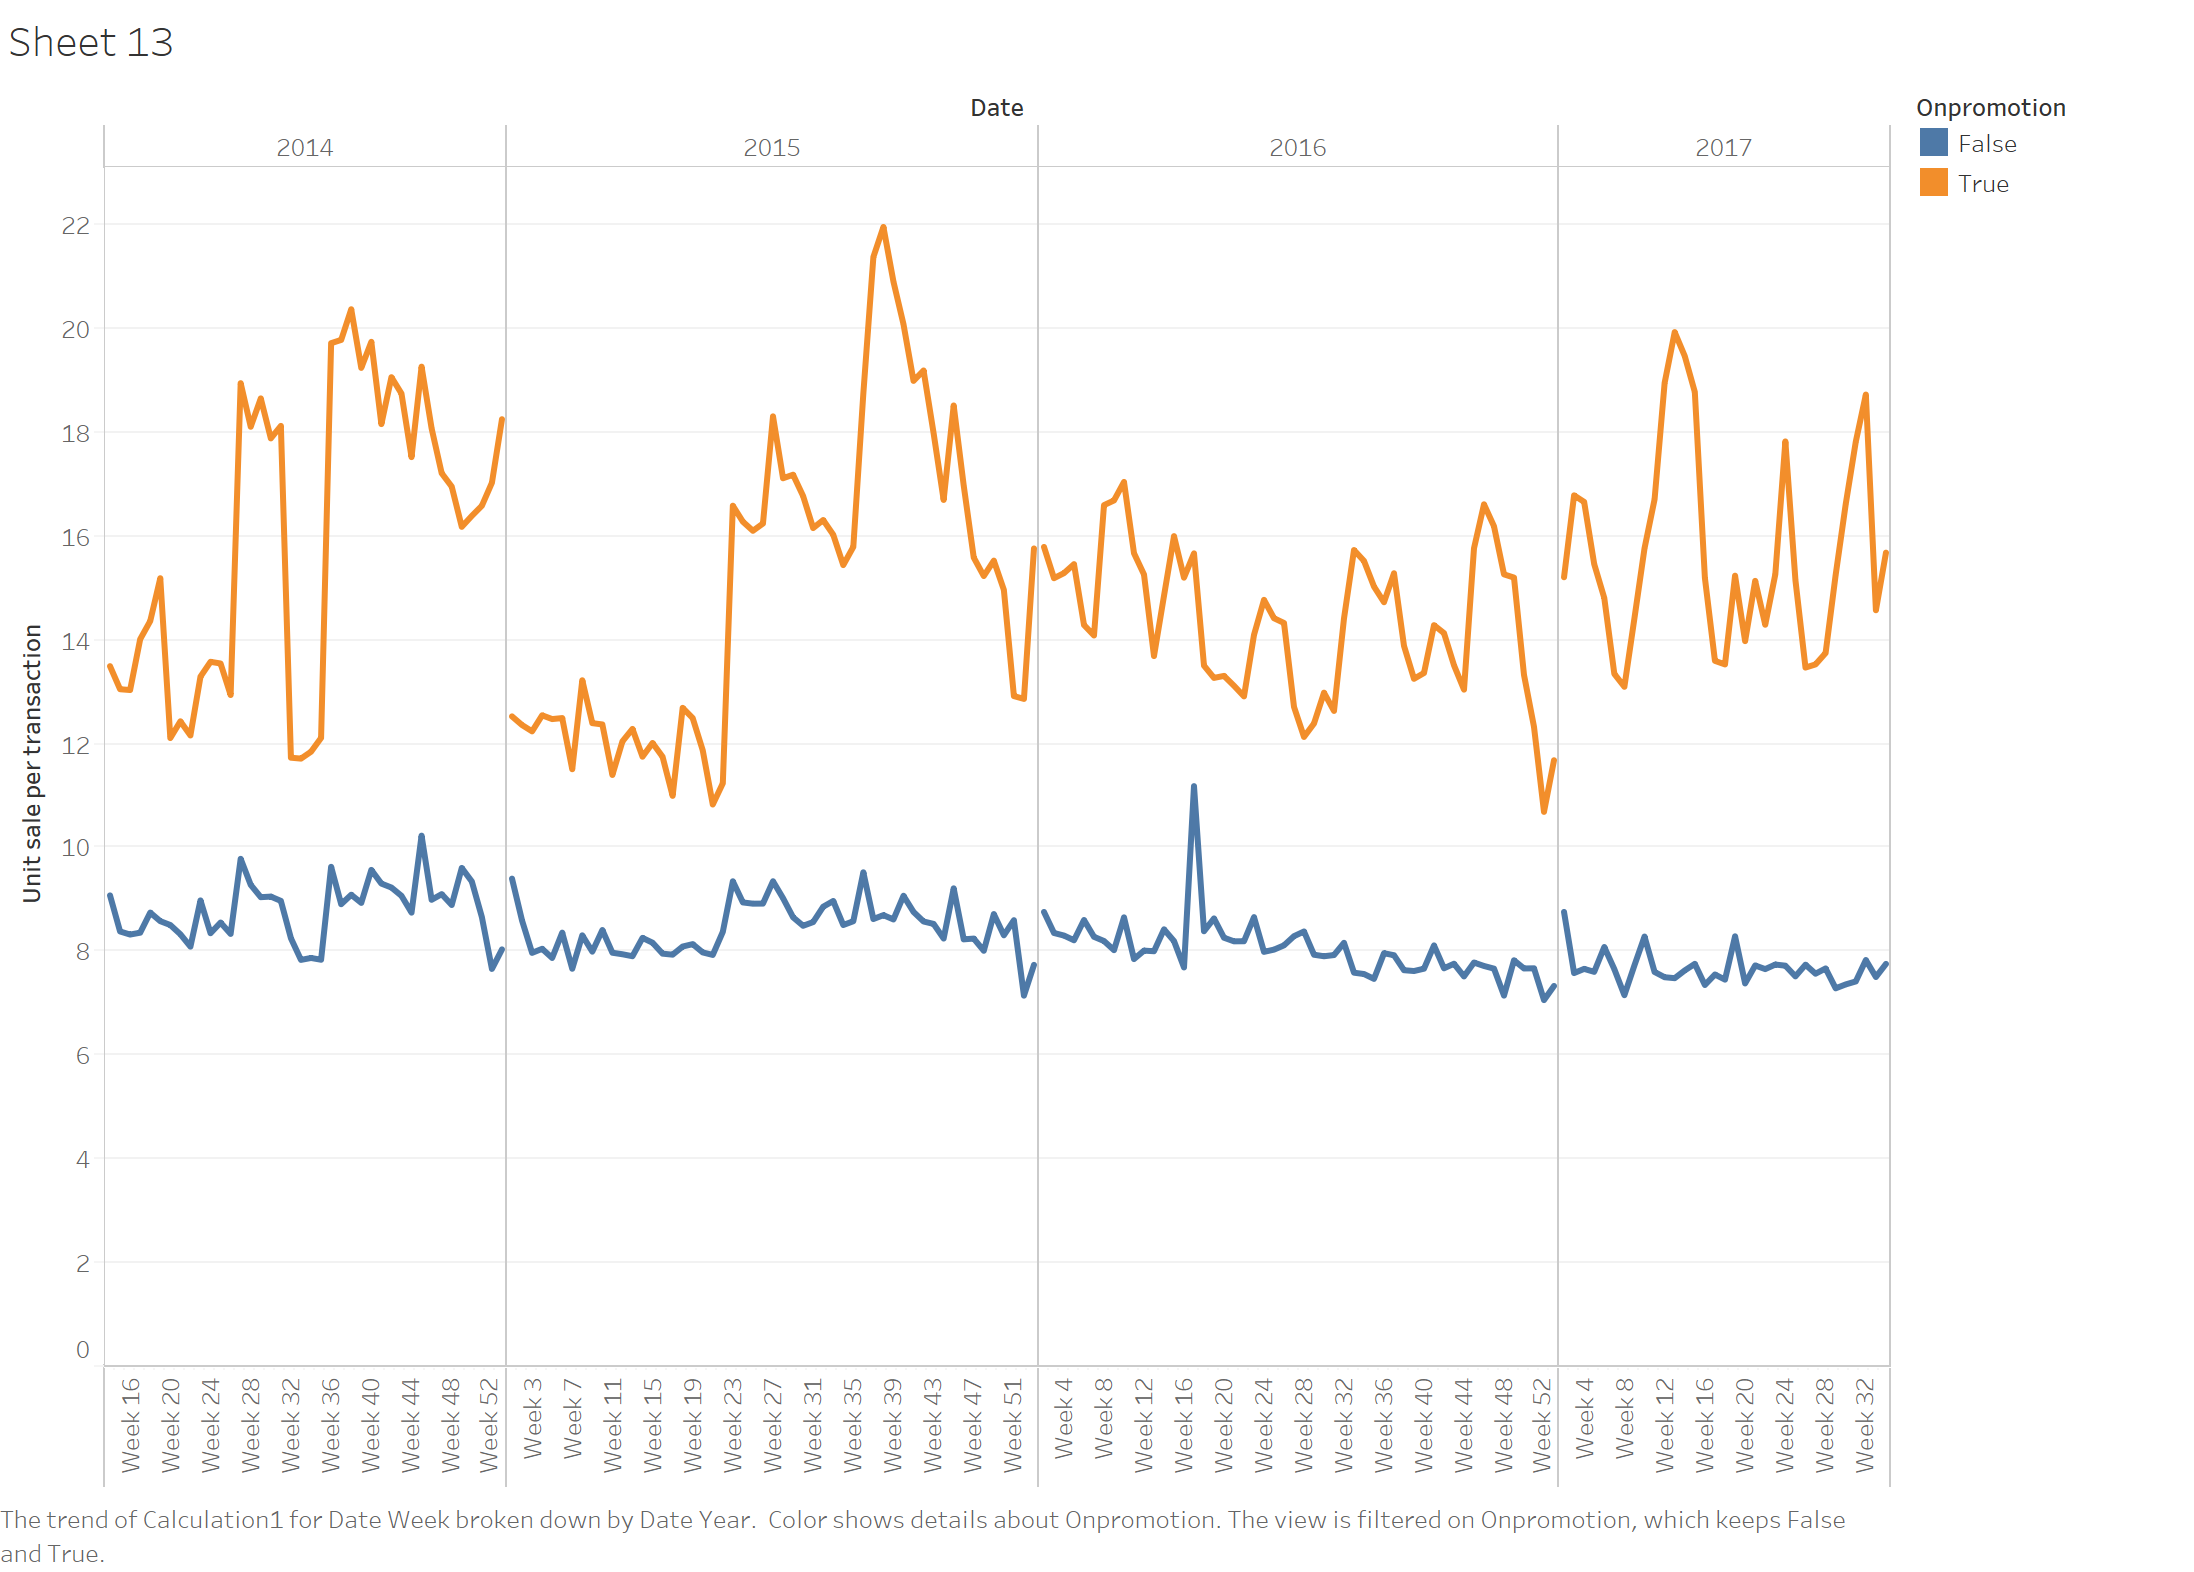 Sheet 13
Date
Onpromotion
False
True
2014 2015 2016 2017
Unit sale per transaction
22
20
18
16
14
12
10
8
6
4
2
0
Week 16 Week 20 Week 24 Week 28 Week 32 Week 36 Week 40 Week 44 Week 48 Week 52 Week 3 Week 7 Week 11 Week 15 Week 19 Week 23 Week 27 Week 31 Week 35 Week 39 Week 43 Week 47 Week 51 Week 4 Week 8 Week 12 Week 16 Week 20 Week 24 Week 28 Week 32 Week 36 Week 40 Week 44 Week 48 Week 52 Week 4 Week 8 Week 12 Week 16 Week 20 Week 24 Week 28 Week 32
The trend of Calculation1 for Date Week broken down by Date Year.  Color shows details about Onpromotion. The view is filtered on Onpromotion, which keeps False
and True.